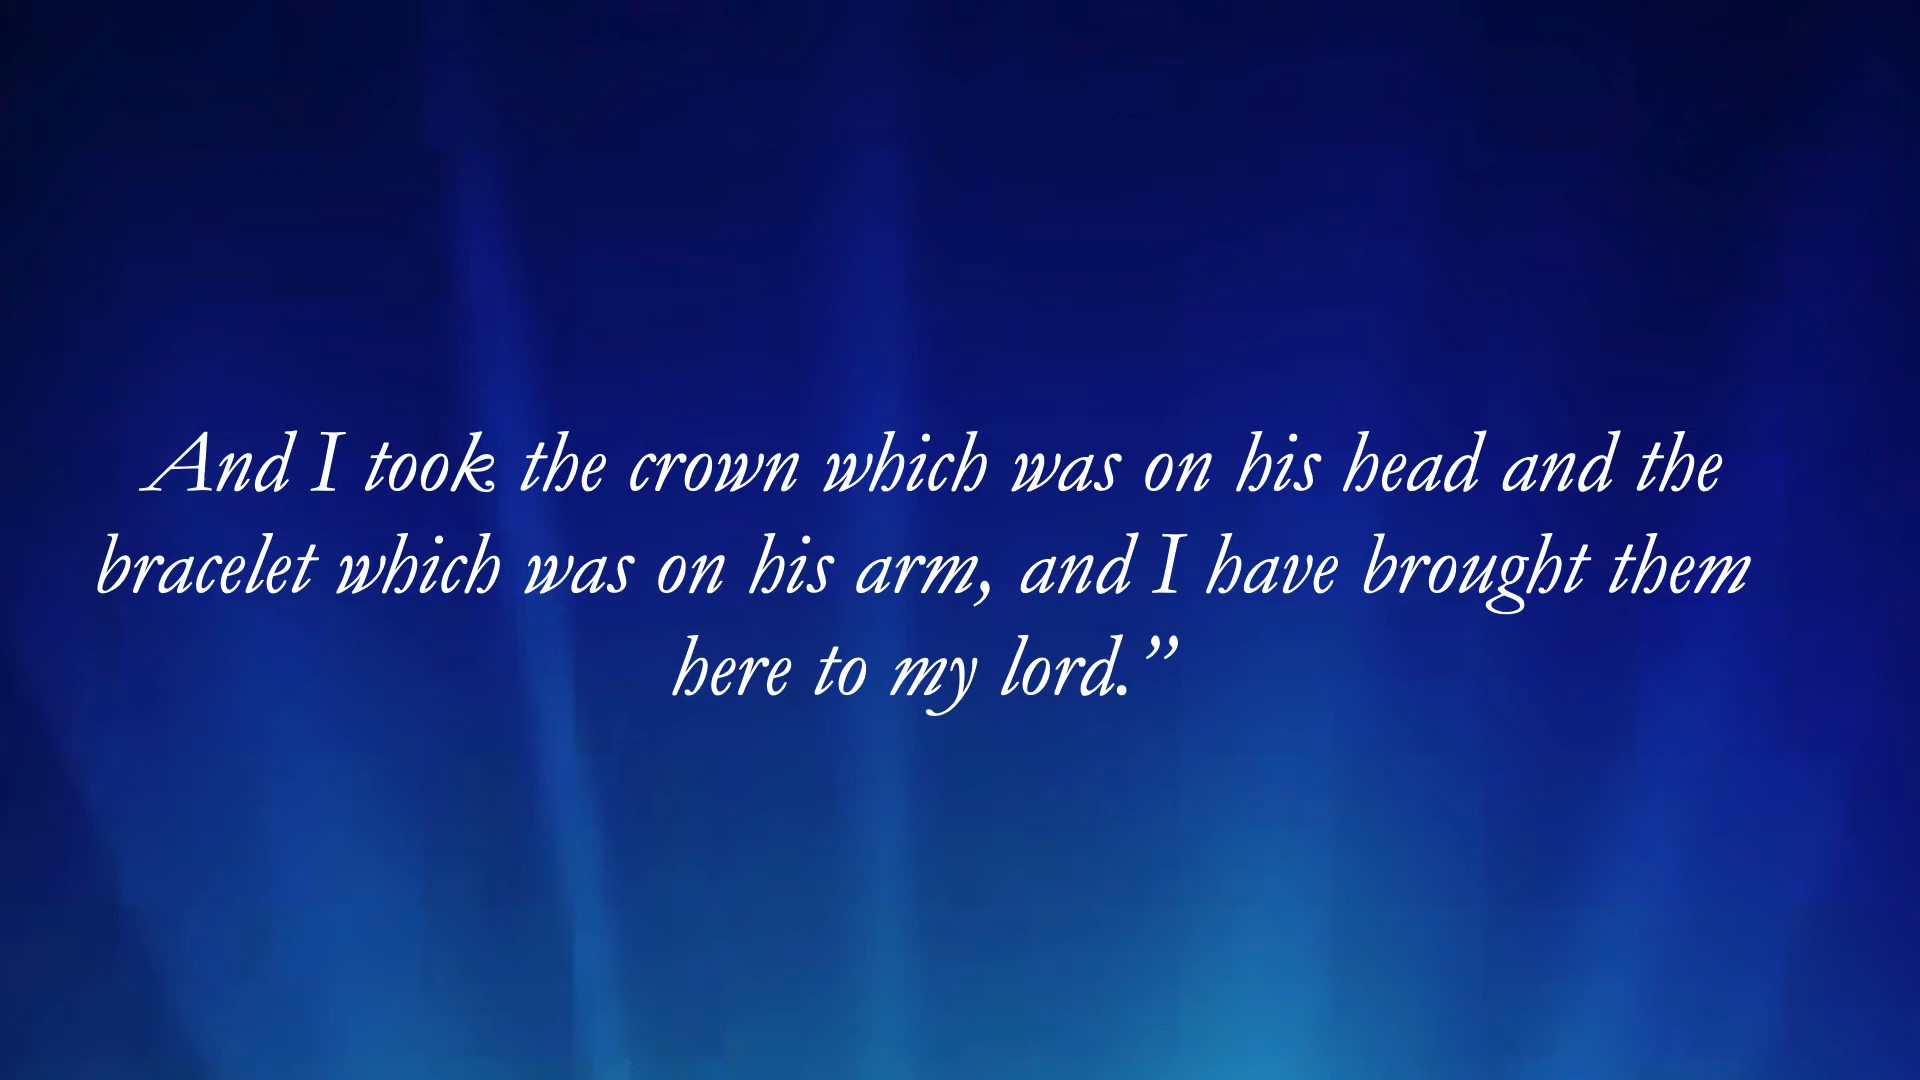 And I took the crown which was on his head and the
bracelet which was on his arm, and I have brought them
here to my lord.”